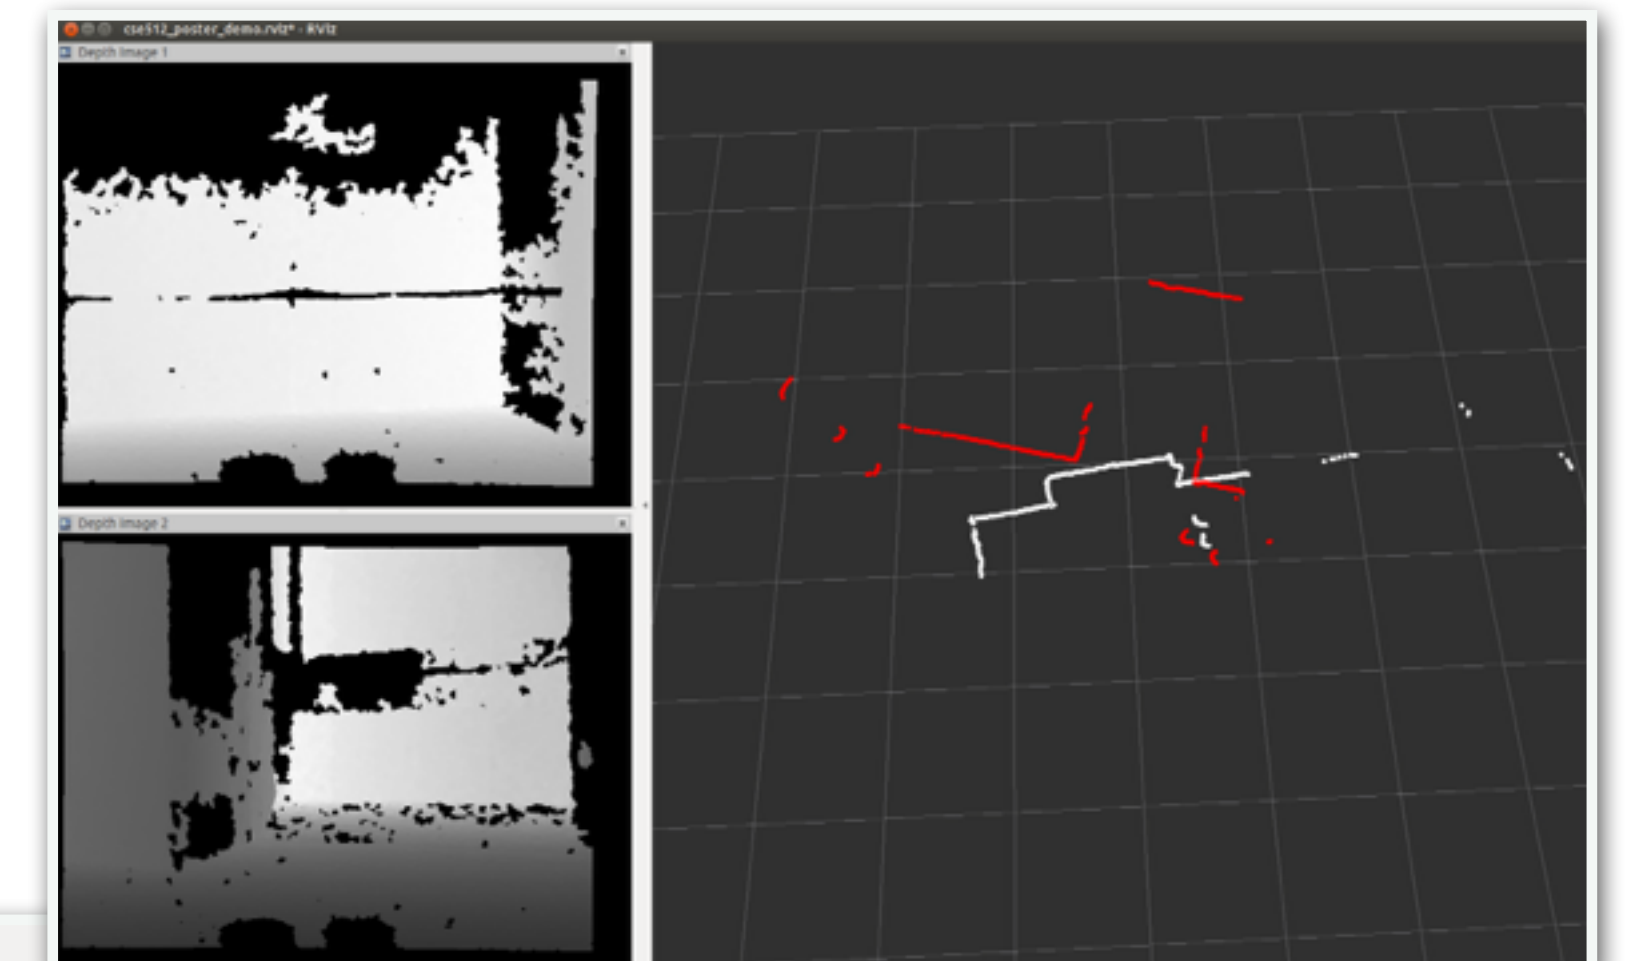 cse512_poster_demo.rviz* - RViz
Depth Image 1
Depth Image 2